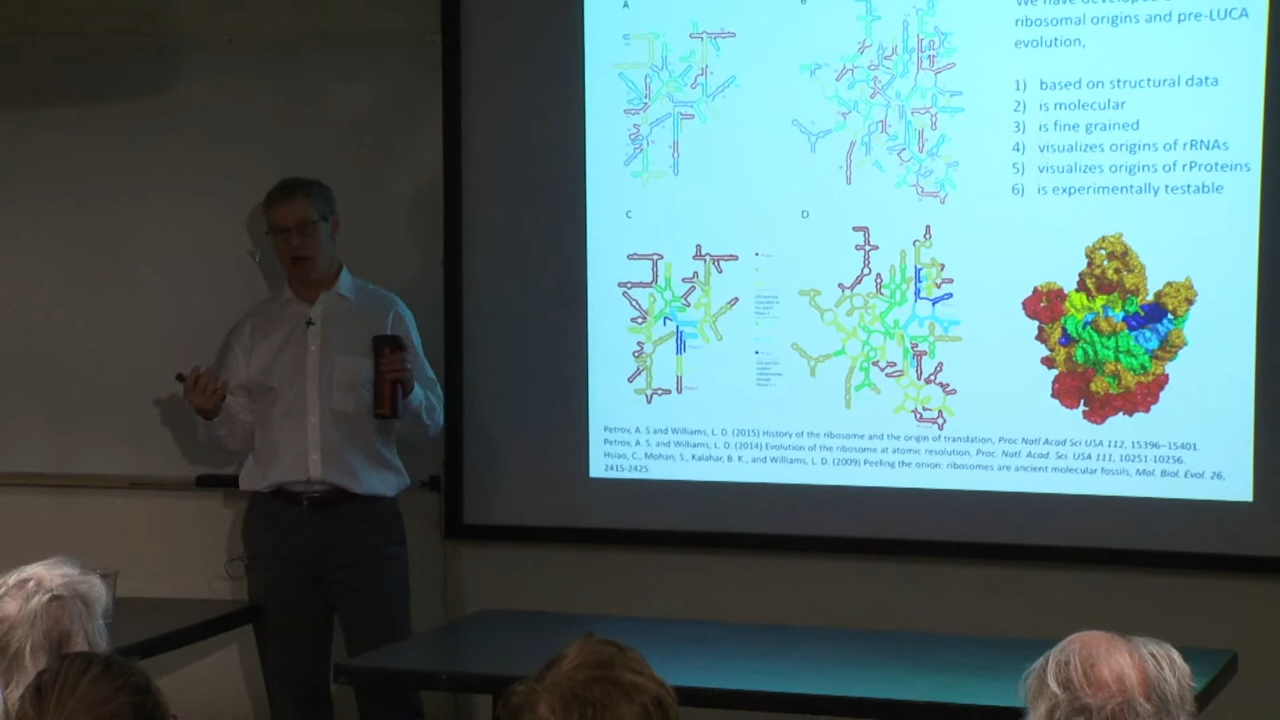 A
B
We have developed
ribosomal origins and pre-LUCA
evolution,
1) based on structural data
2) is molecular
3) is fine grained
4) visualizes origins of rRNAs
5) visualizes origins of rProteins
6) is experimentally testable
C
D
Petrov, A. S and Williams, L. D. (2015) History of the ribosome and the origin of translation, Proc Natl Acad Sci USA 112, 15396–15401.
Petrov, A. S. and Williams, L. D. (2014) Evolution of the ribosome at atomic resolution, Proc. Natl. Acad. Sci. USA 111, 10251-10256.
Hsiao, C., Mohan, S., Kalahar, B. K., and Williams, L. D. (2009) Peeling the onion: ribosomes are ancient molecular fossils, Mol. Biol. Evol. 26,
2415-2425.